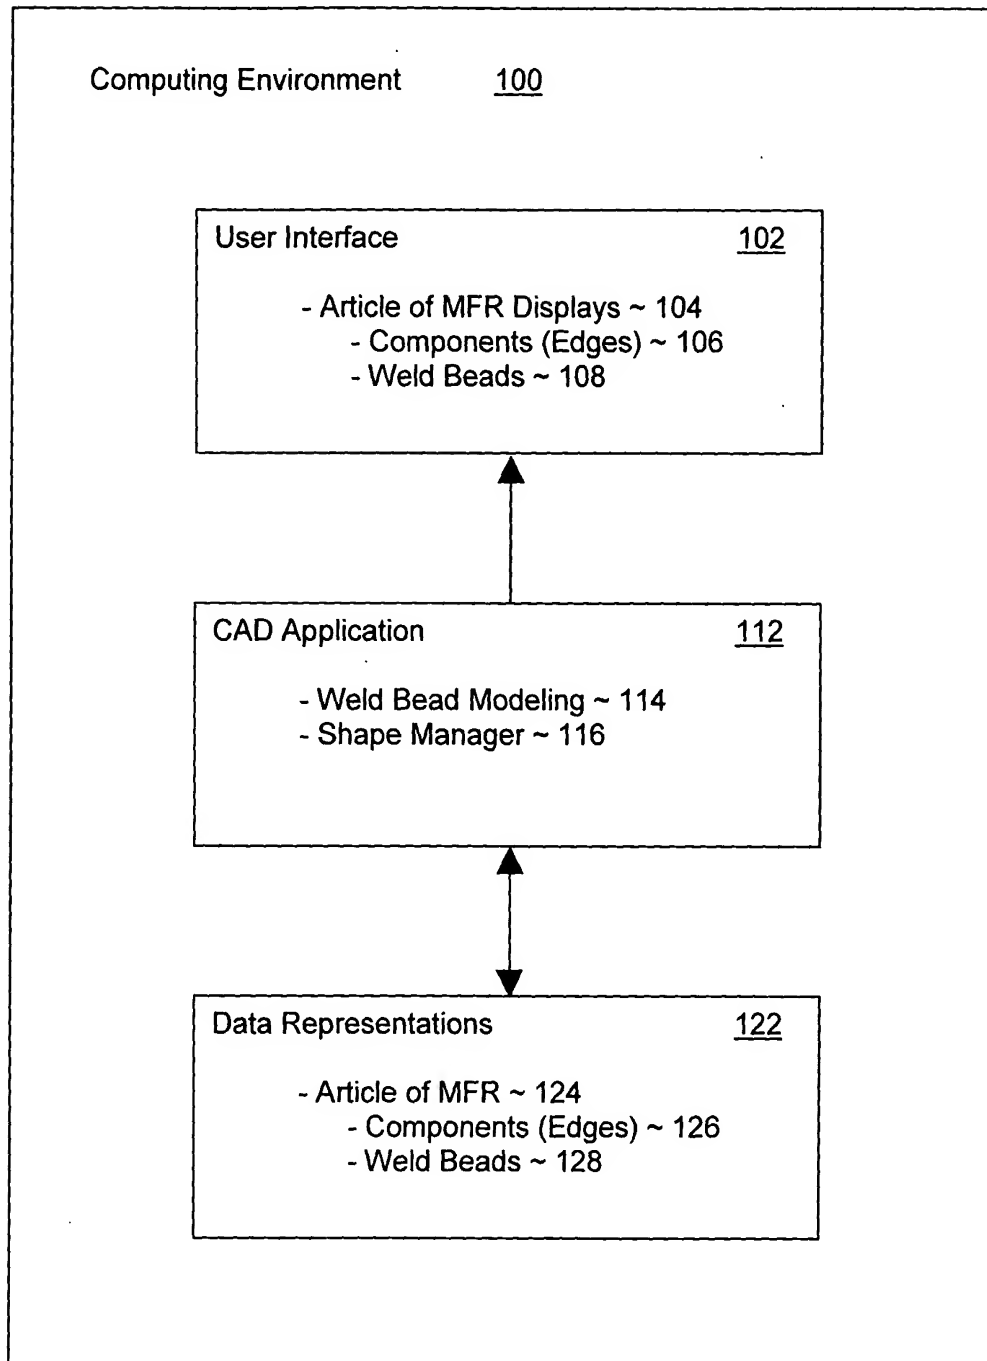 Computing Environment 100
User Interface 102
- Article of MFR Displays ~ 104
- Components (Edges) ~ 106
- Weld Beads ~ 108
CAD Application 112
- Weld Bead Modeling ~ 114
- Shape Manager ~ 116
Data Representations 122
- Article of MFR ~ 124
- Components (Edges) ~ 126
- Weld Beads ~ 128